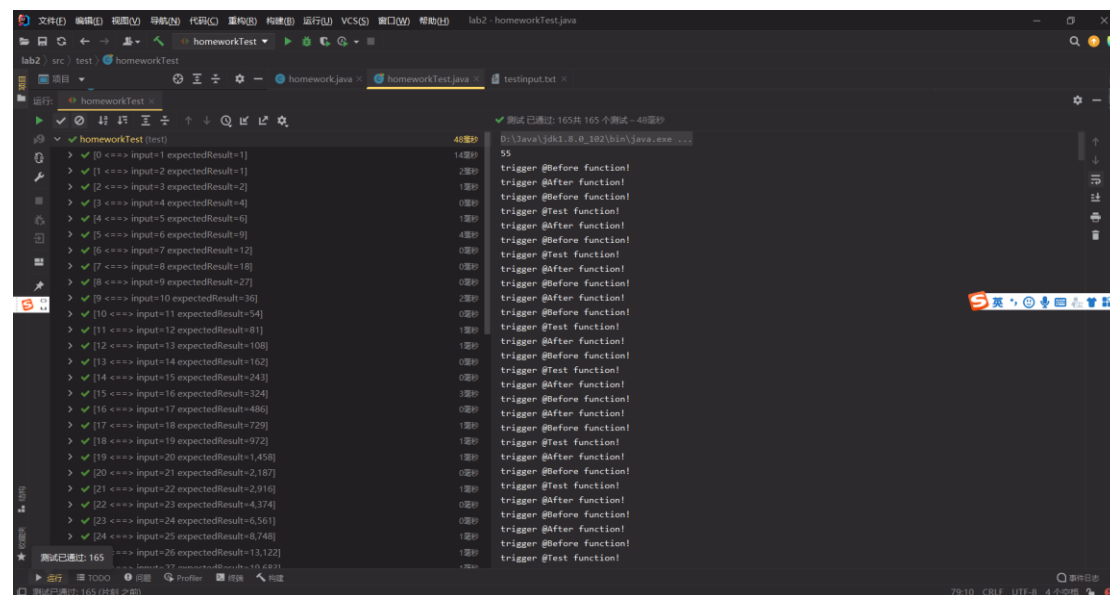 文件(F) 编辑(E) 视图(V) 导航(N) 代码(C) 重构(R) 构建(B) 运行(U) VCS(S) 窗口(W) 帮助(H) lab2 - homeworkTest.java
homeworkTest
lab2 src test homeworkTest
项目 homework.java homeworkTest.java testinput.txt
运行: homeworkTest
测试 已通过: 165共 165 个测试 – 48毫秒
homeworkTest (test) 48毫秒
[0 <==> input=1 expectedResult=1] 14毫秒
[1 <==> input=2 expectedResult=1] 2毫秒
[2 <==> input=3 expectedResult=2] 1毫秒
[3 <==> input=4 expectedResult=4] 0毫秒
[4 <==> input=5 expectedResult=6] 1毫秒
[5 <==> input=6 expectedResult=9] 4毫秒
[6 <==> input=7 expectedResult=12] 0毫秒
[7 <==> input=8 expectedResult=18] 0毫秒
[8 <==> input=9 expectedResult=27] 0毫秒
[9 <==> input=10 expectedResult=36] 2毫秒
[10 <==> input=11 expectedResult=54] 0毫秒
[11 <==> input=12 expectedResult=81] 1毫秒
[12 <==> input=13 expectedResult=108] 1毫秒
[13 <==> input=14 expectedResult=162] 0毫秒
[14 <==> input=15 expectedResult=243] 0毫秒
[15 <==> input=16 expectedResult=324] 3毫秒
[16 <==> input=17 expectedResult=486] 0毫秒
[17 <==> input=18 expectedResult=729] 1毫秒
[18 <==> input=19 expectedResult=972] 1毫秒
[19 <==> input=20 expectedResult=1,458] 1毫秒
[20 <==> input=21 expectedResult=2,187] 0毫秒
[21 <==> input=22 expectedResult=2,916] 1毫秒
[22 <==> input=23 expectedResult=4,374] 0毫秒
[23 <==> input=24 expectedResult=6,561] 0毫秒
[24 <==> input=25 expectedResult=8,748] 1毫秒
==> input=26 expectedResult=13,122] 1毫秒
D:\Java\jdk1.8.0_102\bin\java.exe ...
55
trigger @Before function!
trigger @After function!
trigger @Before function!
trigger @Test function!
trigger @After function!
trigger @Before function!
trigger @Test function!
trigger @After function!
trigger @Before function!
trigger @After function!
trigger @Before function!
trigger @Test function!
trigger @After function!
trigger @Before function!
trigger @Test function!
trigger @After function!
trigger @Before function!
trigger @After function!
trigger @Before function!
trigger @Test function!
trigger @After function!
trigger @Before function!
trigger @Test function!
trigger @After function!
trigger @Before function!
trigger @After function!
trigger @Before function!
trigger @Test function!
英
结构
收藏夹
测试已通过: 165
运行 TODO 问题 Profiler 终端 构建 事件日志
测试已通过: 165 (片刻 之前) 79:10 CRLF UTF-8 4个空格